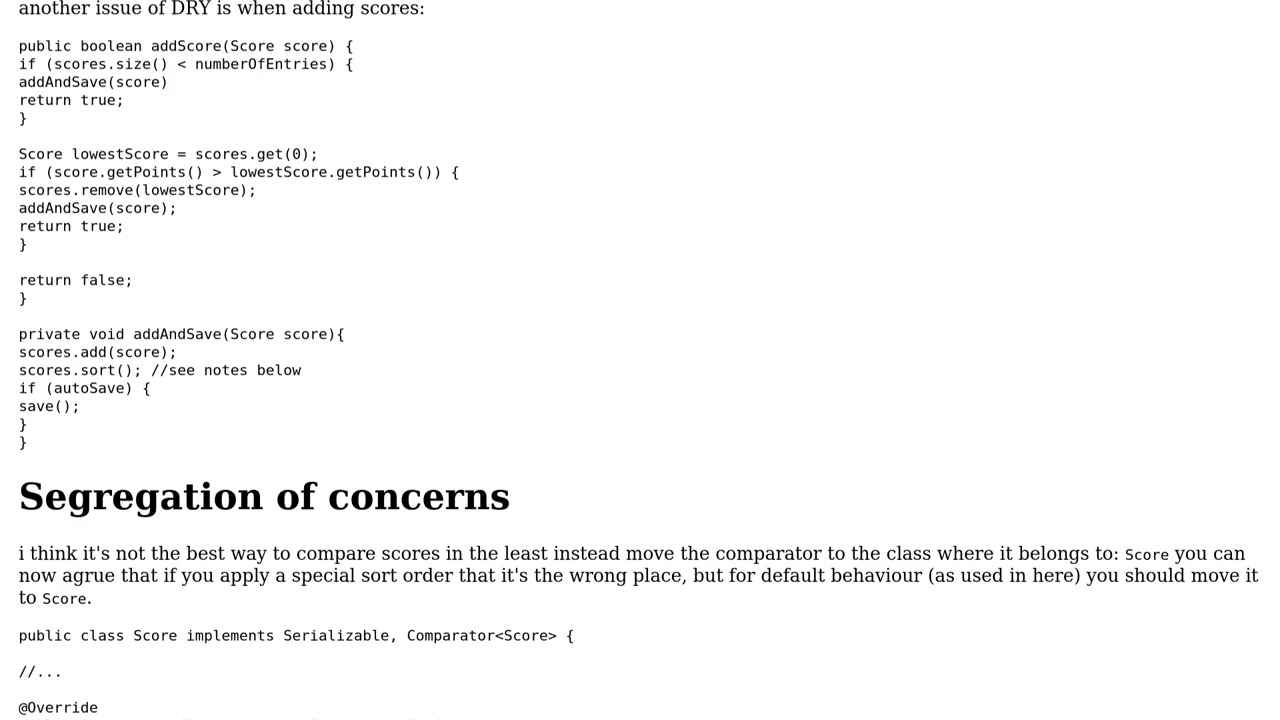 another issue of DRY is when adding scores:
public boolean addScore(Score score) {
if (scores.size() < numberOfEntries) {
addAndSave(score)
return true;
}
Score lowestScore = scores.get(0);
if (score.getPoints() > lowestScore.getPoints()) {
scores.remove(lowestScore);
addAndSave(score);
return true;
}
return false;
}
private void addAndSave(Score score){
scores.add(score);
scores.sort(); //see notes below
if (autoSave) {
save();
}
}
Segregation of concerns
i think it's not the best way to compare scores in the least instead move the comparator to the class where it belongs to: Score you can
now agrue that if you apply a special sort order that it's the wrong place, but for default behaviour (as used in here) you should move it
to Score.
public class Score implements Serializable, Comparator<Score> {
//...
@Override